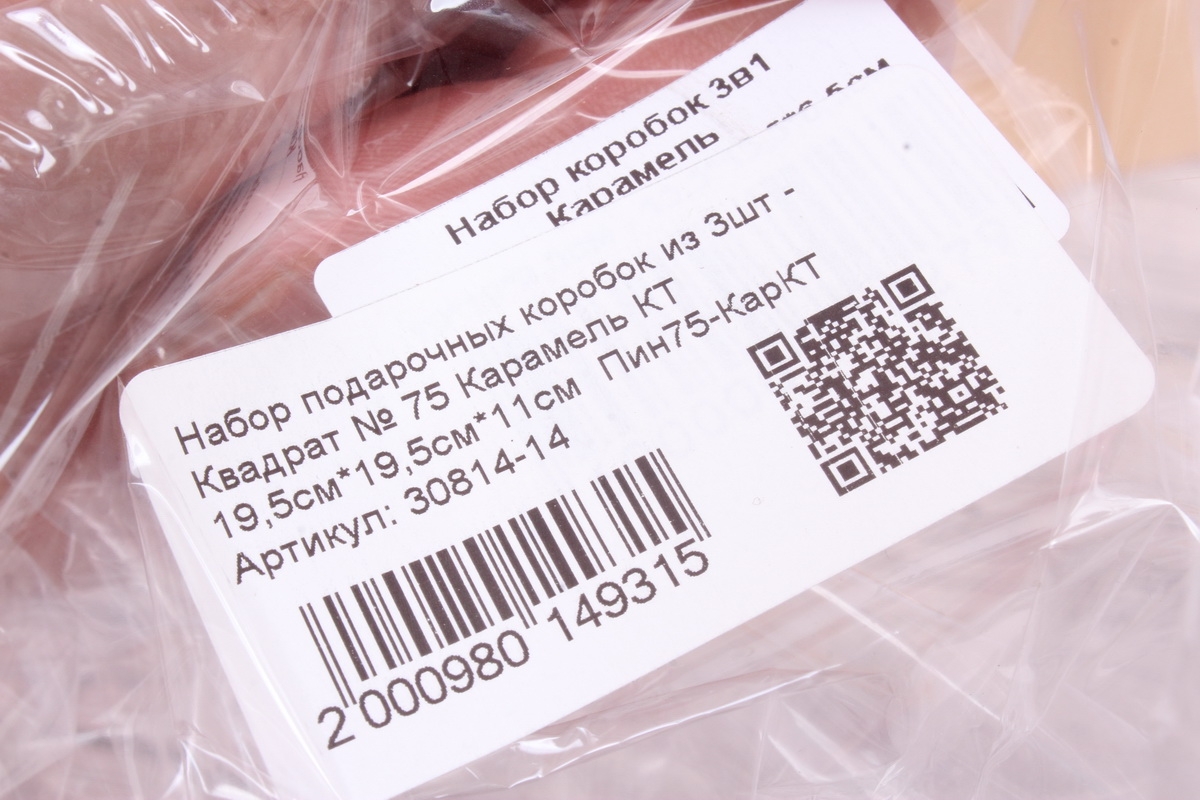 Набор коробок 3в1
Карамель
Набор подарочных коробок из 3шт -
Квадрат № 75 Карамель КТ
19,5см*19,5см*11см Пин75-КарКТ
Артикул: 30814-14
2 000980 149315